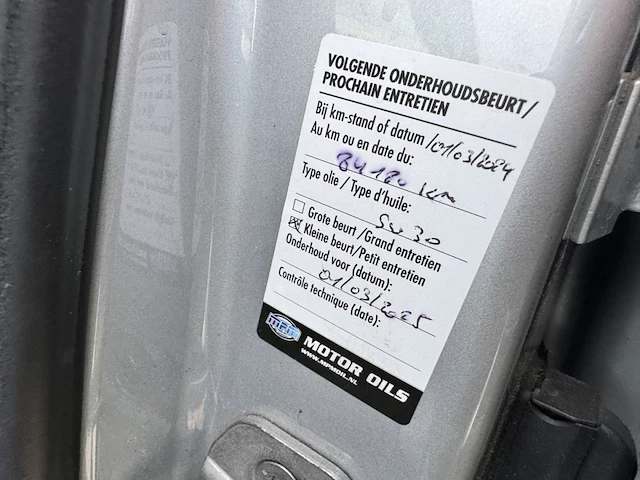 VOLGENDE ONDERHOUDSBEURT/
PROCHAIN ENTRETIEN
Bij km-stand of datum /01/03/2024
Au km ou en date du:
84180 km
Type olie / Type d'huile:
5w30
Grote beurt /Grand entretien
Kleine beurt/Petit entretien
Onderhoud voor (datum):
01/03/2025
Contrôle technique (date):
MPM
MOTOR OILS
WWW.MPMOIL.NL